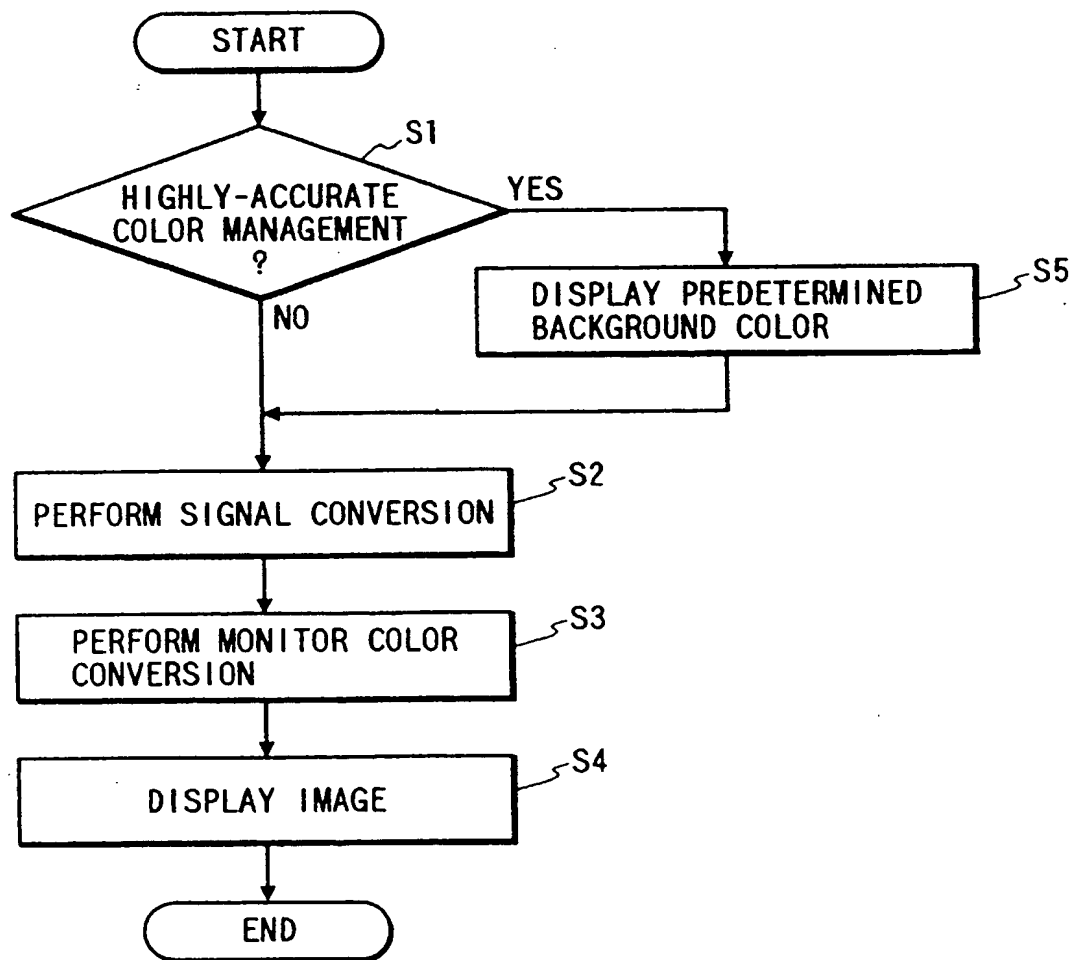 START
S1
HIGHLY-ACCURATE
COLOR MANAGEMENT
?
YES
NO
S5
DISPLAY PREDETERMINED
BACKGROUND COLOR
S2
PERFORM SIGNAL CONVERSION
S3
PERFORM MONITOR COLOR
CONVERSION
S4
DISPLAY IMAGE
END